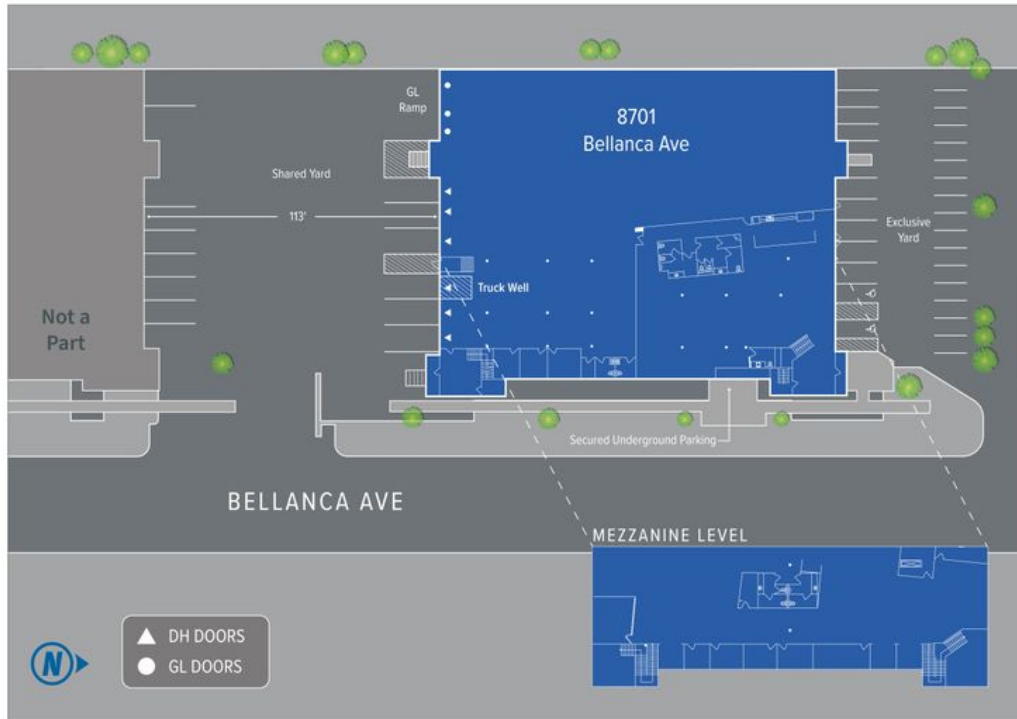 GL
Ramp
8701
Bellanca Ave
Shared Yard
113'
Exclusive
Yard
Truck Well
Not a
Part
Secured Underground Parking
BELLANCA AVE
MEZZANINE LEVEL
DH DOORS
GL DOORS
N